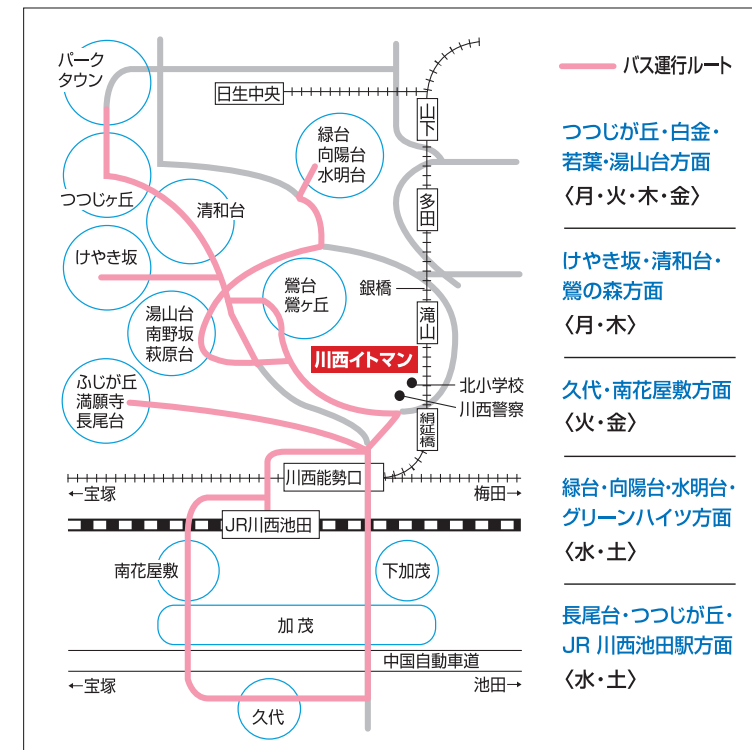 パーク
タウン
日生中央
山下
緑台
向陽台
水明台
つつじヶ丘
清和台
多田
けやき坂
鶯台
鶯ヶ丘
銀橋
湯山台
南野坂
萩原台
滝山
川西イトマン
ふじが丘
満願寺
長尾台
北小学校
川西警察
絹延橋
川西能勢口
←宝塚
梅田→
JR川西池田
南花屋敷
下加茂
加茂
中国自動車道
←宝塚
池田→
久代
バス運行ルート
つつじが丘・白金・
若葉・湯山台方面
〈月・火・木・金〉
けやき坂・清和台・
鶯の森方面
〈月・木〉
久代・南花屋敷方面
〈火・金〉
緑台・向陽台・水明台・
グリーンハイツ方面
〈水・土〉
長尾台・つつじが丘・
JR 川西池田駅方面
〈水・土〉